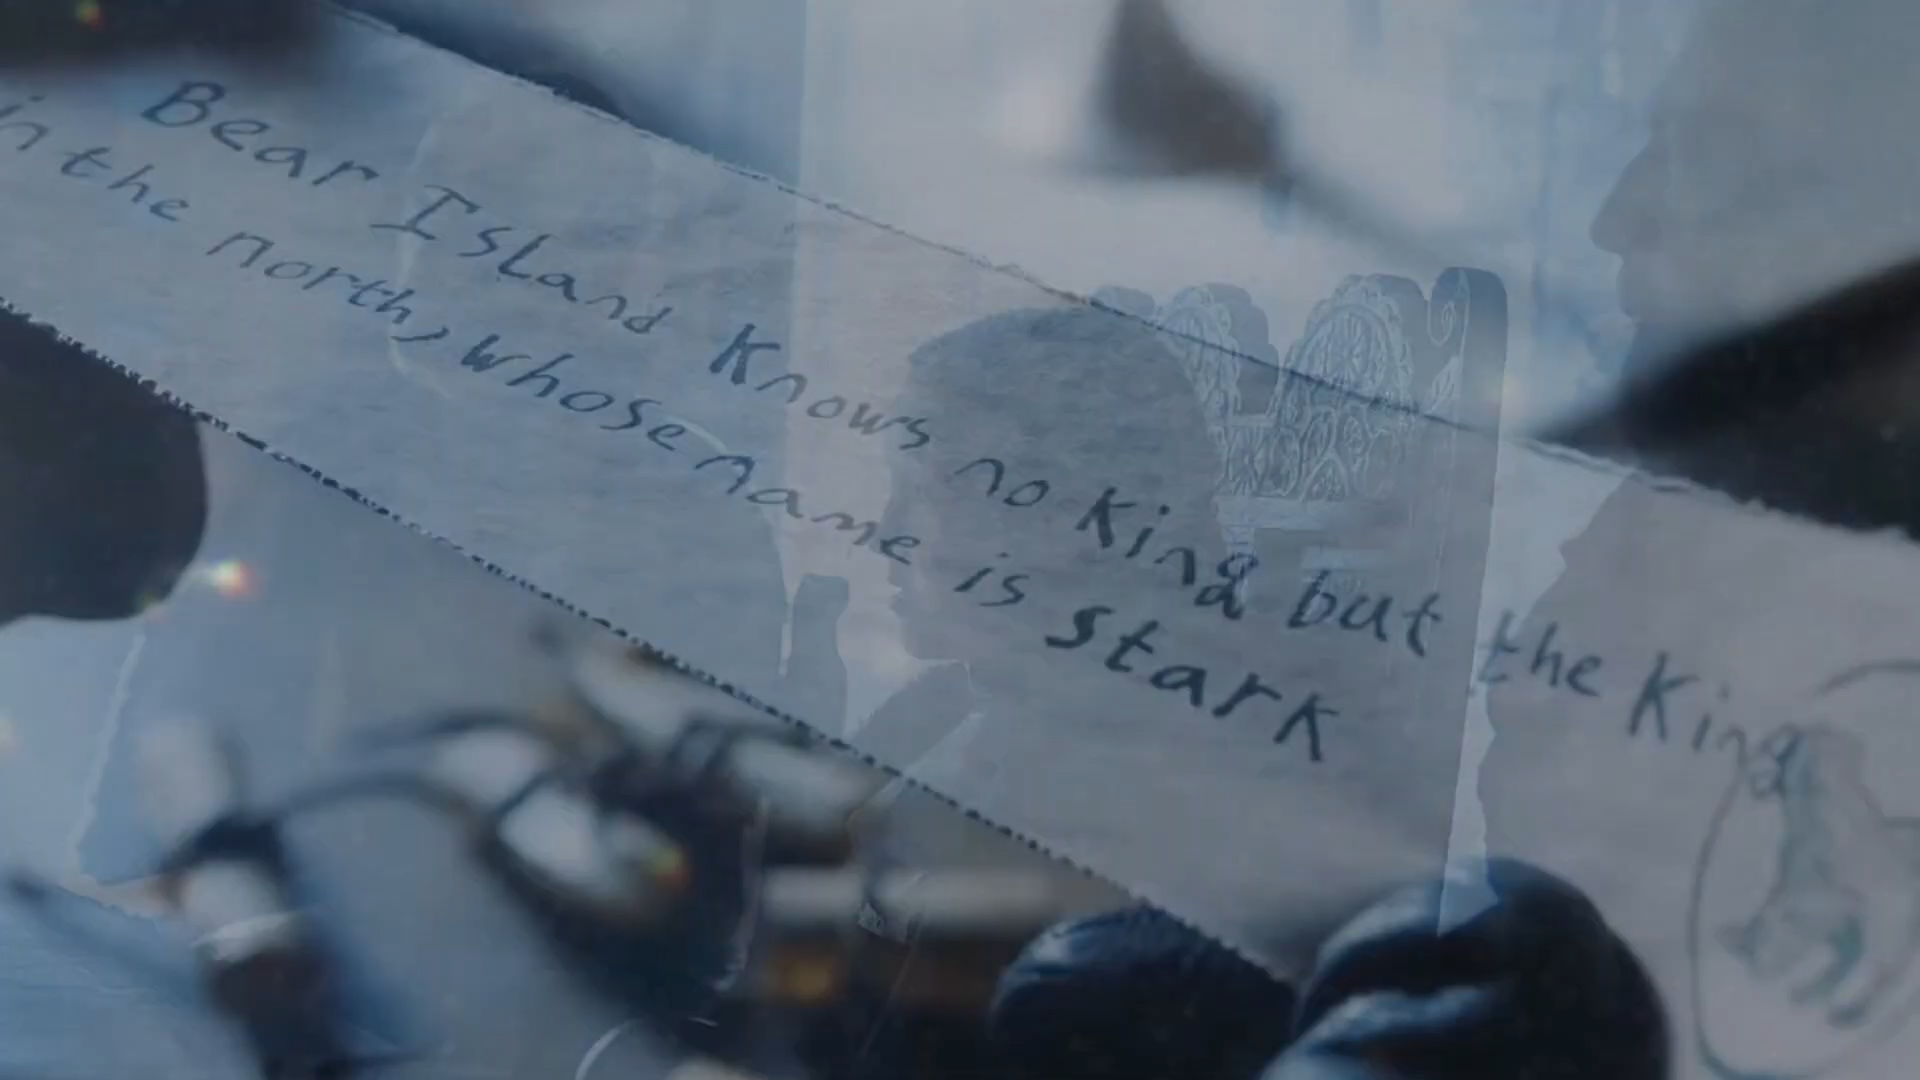 Bear Island Knows no King but the King
in the north, whose name is stark